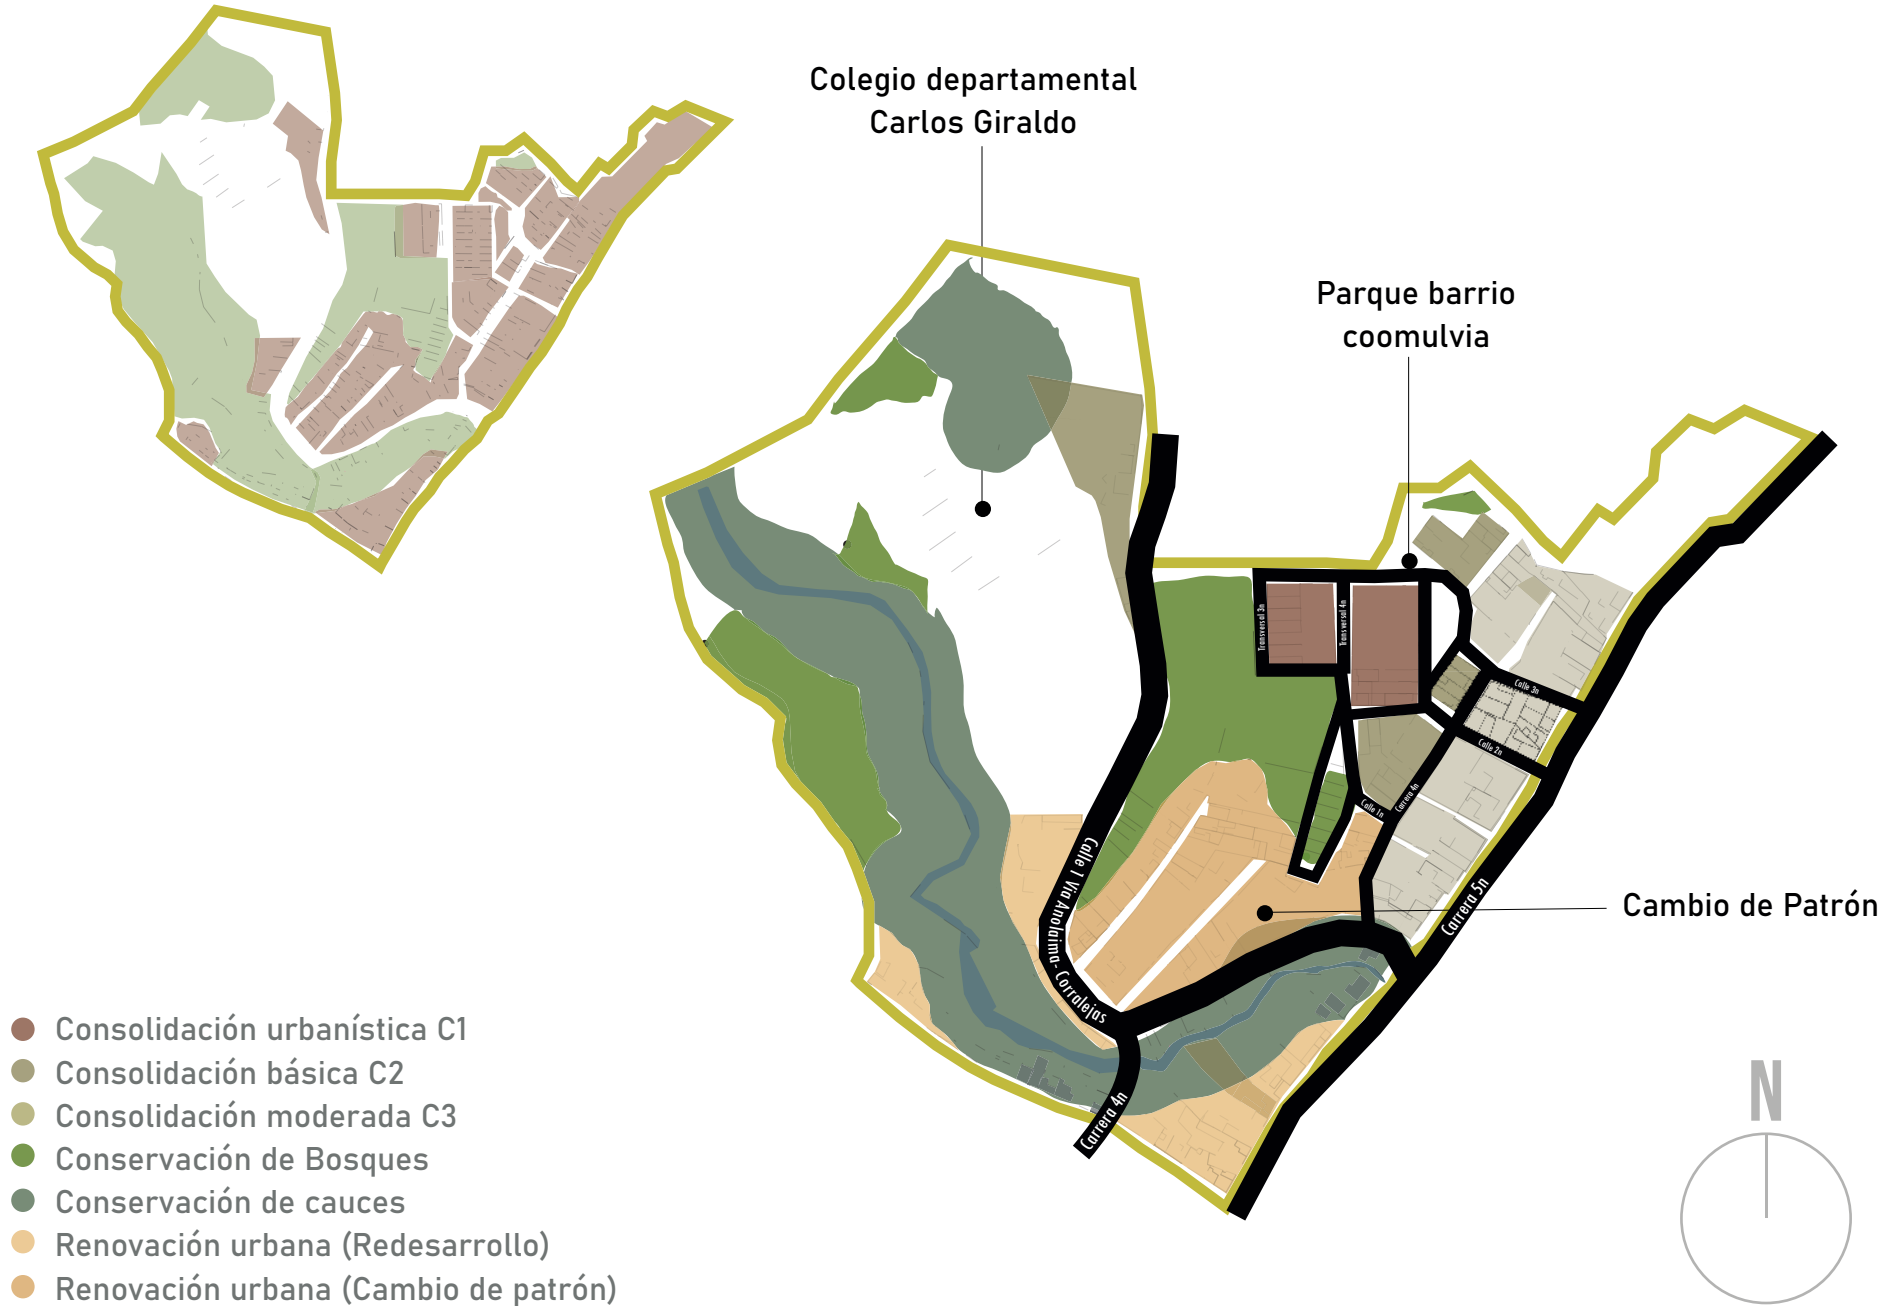 Colegio departamental
Carlos Giraldo
Parque barrio
coomulvia
Transversal 3n
Transversal 4n
Calle 3n
Calle 2n
Carrera 4n
Calle 1n
Calle 1 Via Anolaima- Corralejas
Carrera 5n
Cambio de Patrón
Carrera 4n
Consolidación urbanística C1
Consolidación básica C2
Consolidación moderada C3
Conservación de Bosques
Conservación de cauces
Renovación urbana (Redesarrollo)
Renovación urbana (Cambio de patrón)
N